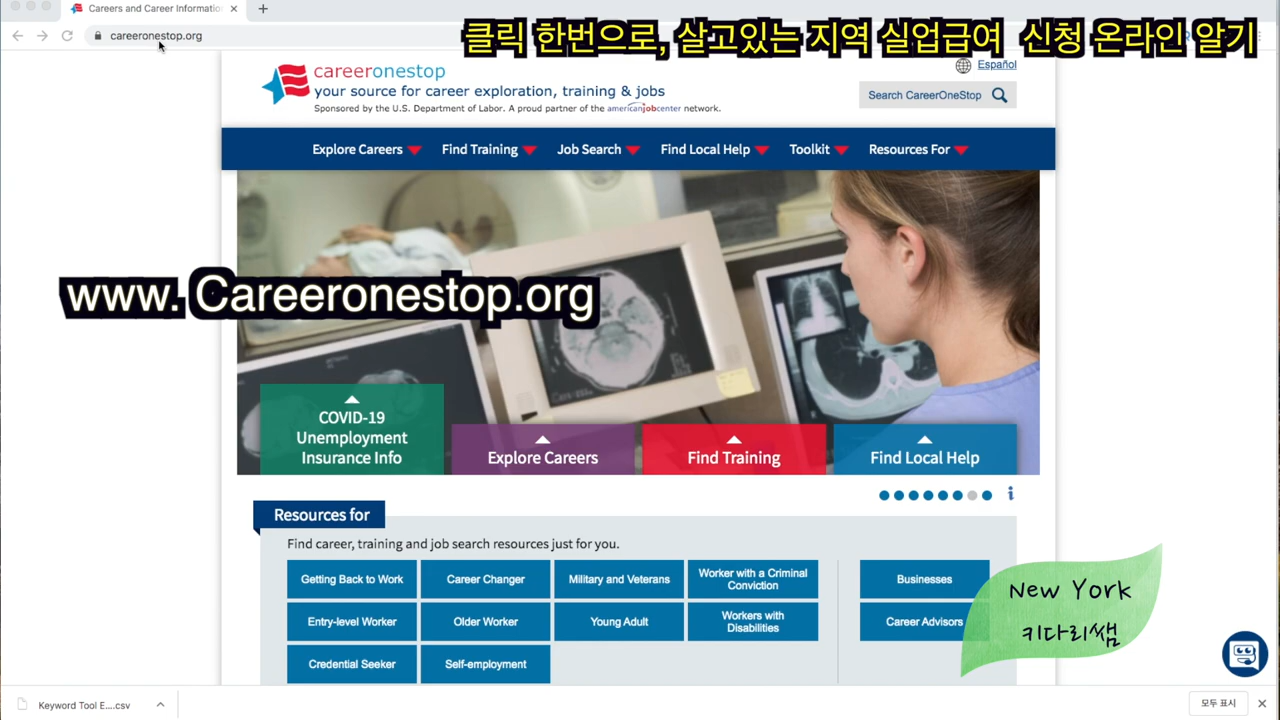 Careers and Career Informatio
careeronestop.org
클릭 한번으로, 살고있는 지역 실업급여 신청 온라인 알기
careeronestop
your source for career exploration, training & jobs
Sponsored by the U.S. Department of Labor. A proud partner of the americanjobcenter network.
Español
Search CareerOneStop
Explore Careers
Find Training
Job Search
Find Local Help
Toolkit
Resources For
www.Careeronestop.org
COVID-19
Unemployment
Insurance Info
Explore Careers
Find Training
Find Local Help
Resources for
Find career, training and job search resources just for you.
Getting Back to Work
Career Changer
Military and Veterans
Worker with a Criminal
Conviction
Businesses
Entry-level Worker
Older Worker
Young Adult
Workers with
Disabilities
Career Advisors
Credential Seeker
Self-employment
New York
키다리쌤
Keyword Tool E....csv
모두 표시